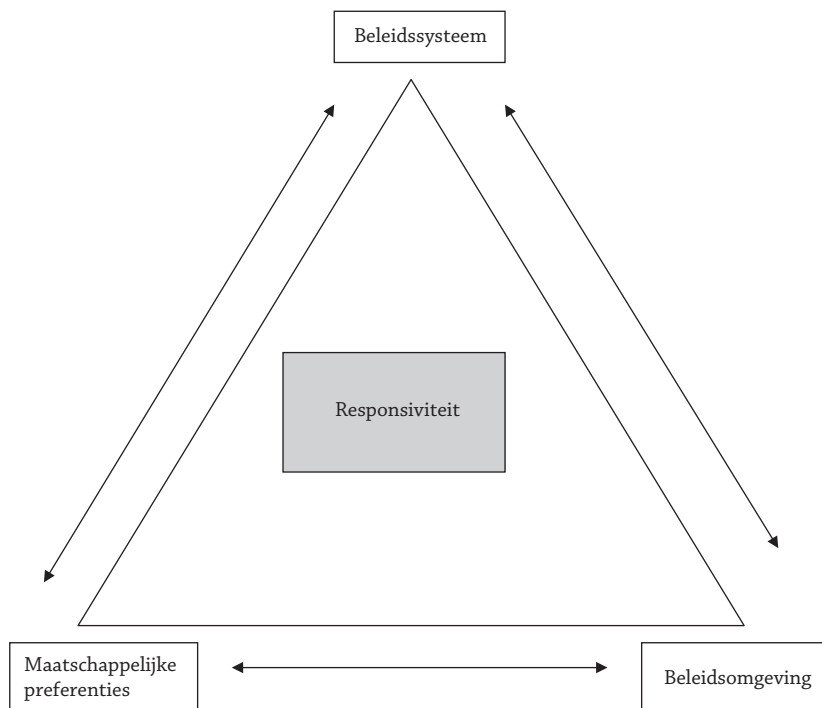 Beleidssysteem
Responsiviteit
Maatschappelijke
preferenties
Beleidsomgeving